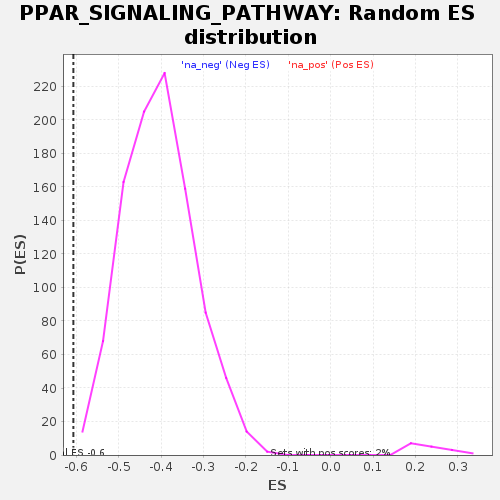 PPAR_SIGNALING_PATHWAY: Random ES
distribution
'na_neg' (Neg ES) 'na_pos' (Pos ES)
220
200
180
160
140
120
100
80
60
40
20
0
P(ES)
ES -0.6
Sets with pos scores: 2%
-0.6 -0.5 -0.4 -0.3 -0.2 -0.1 0.0 0.1 0.2 0.3
ES